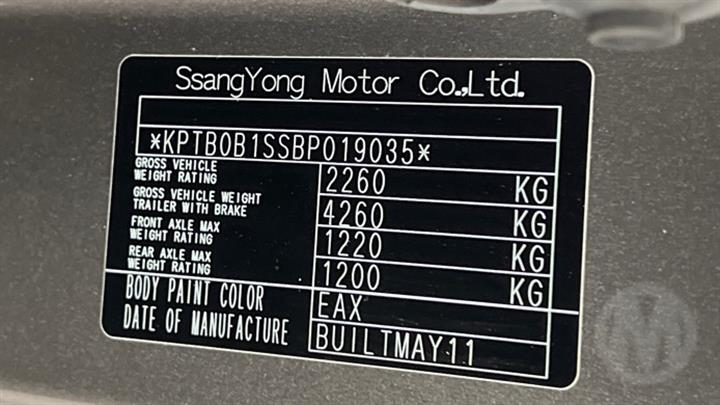 SsangYong Motor Co.,Ltd.
*KPTB0B1SSBP019035*
GROSS VEHICLE
WEIGHT RATING 2260 KG
GROSS VEHICLE WEIGHT
TRAILER WITH BRAKE 4260 KG
FRONT AXLE MAX
WEIGHT RATING 1220 KG
REAR AXLE MAX
WEIGHT RATING 1200 KG
BODY PAINT COLOR EAX
DATE OF MANUFACTURE BUILTMAY11
M